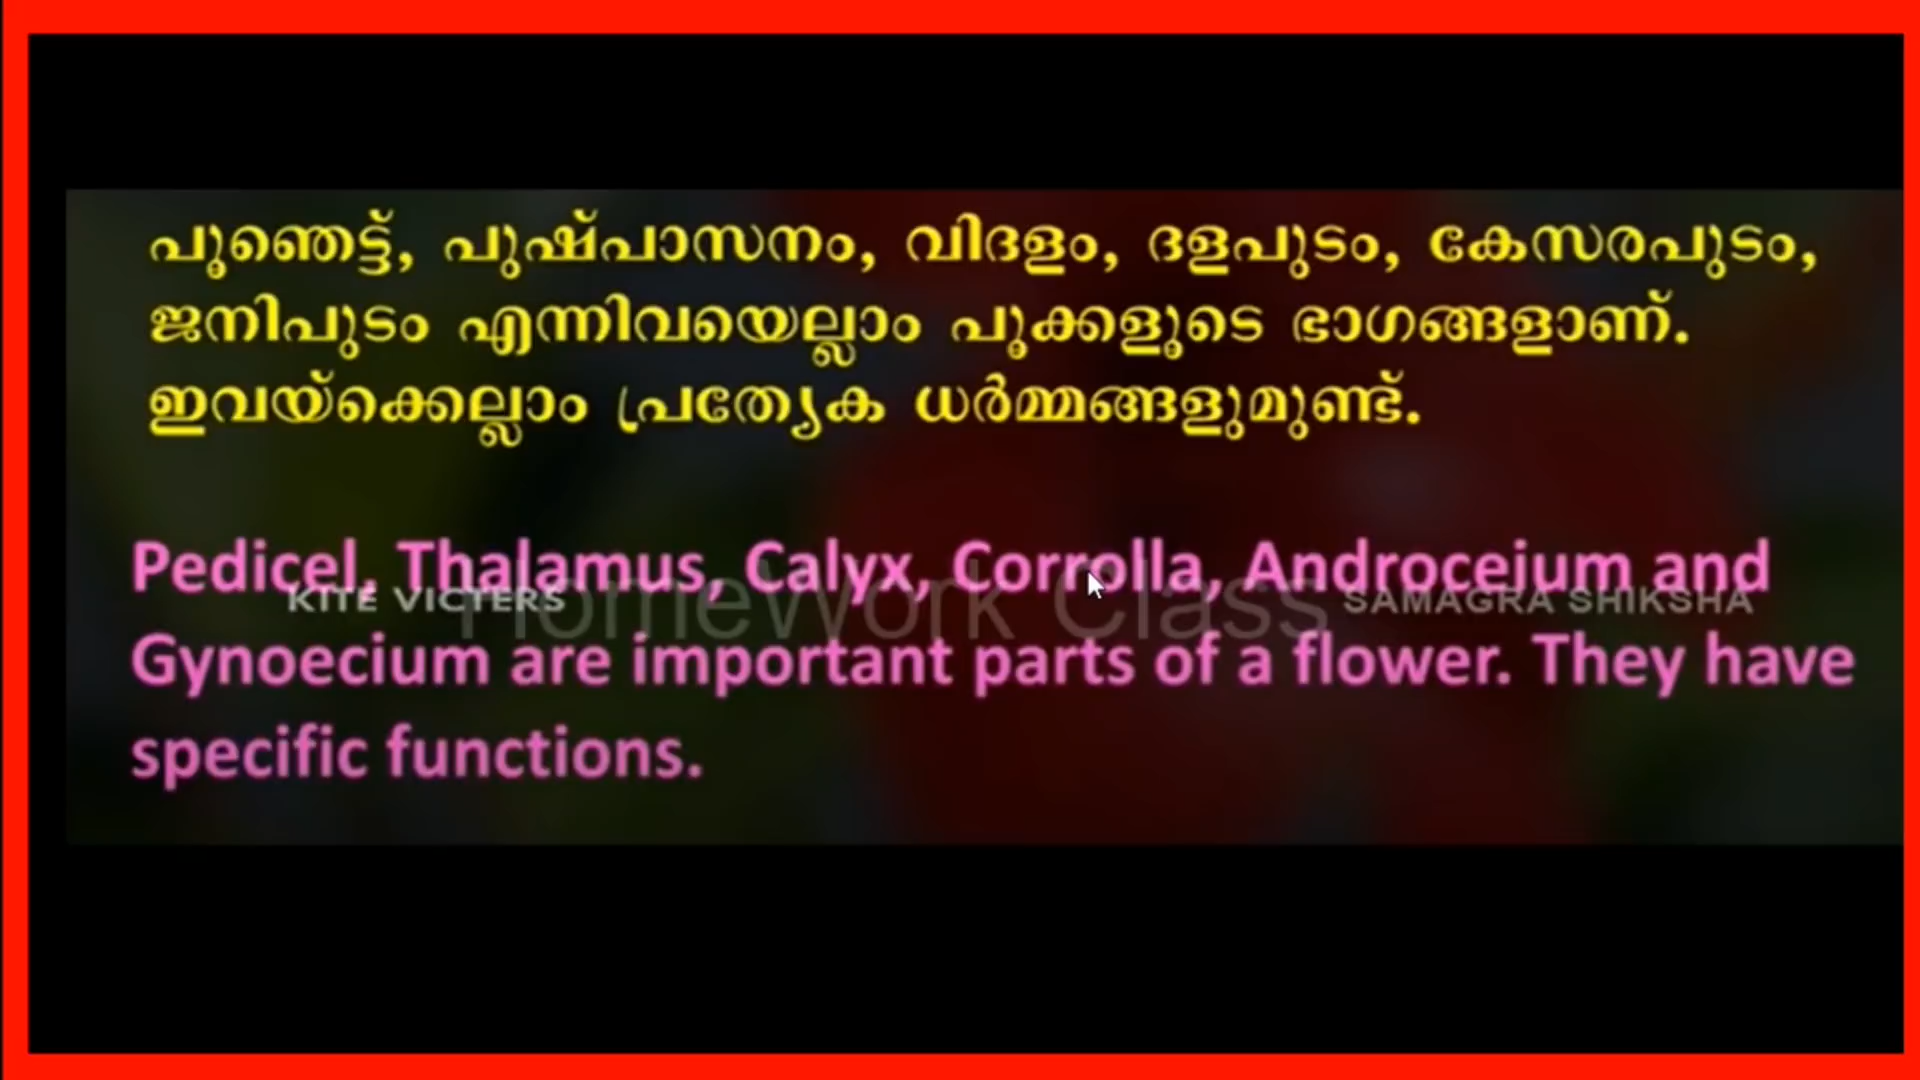 പൂഞെട്ട്, പുഷ്പാസനം, വിദളം, ദളപുടം, കേസരപുടം,
ജനിപുടം എന്നിവയെല്ലാം പൂക്കളുടെ ഭാഗങ്ങളാണ്.
ഇവയ്ക്കെല്ലാം പ്രത്യേക ധർമ്മങ്ങളുമുണ്ട്.
Pedicel, Thalamus, Calyx, Corrolla, Androceium and
KITE VICTERS HomeWork Class SAMAGRA SHIKSHA
Gynoecium are important parts of a flower. They have
specific functions.